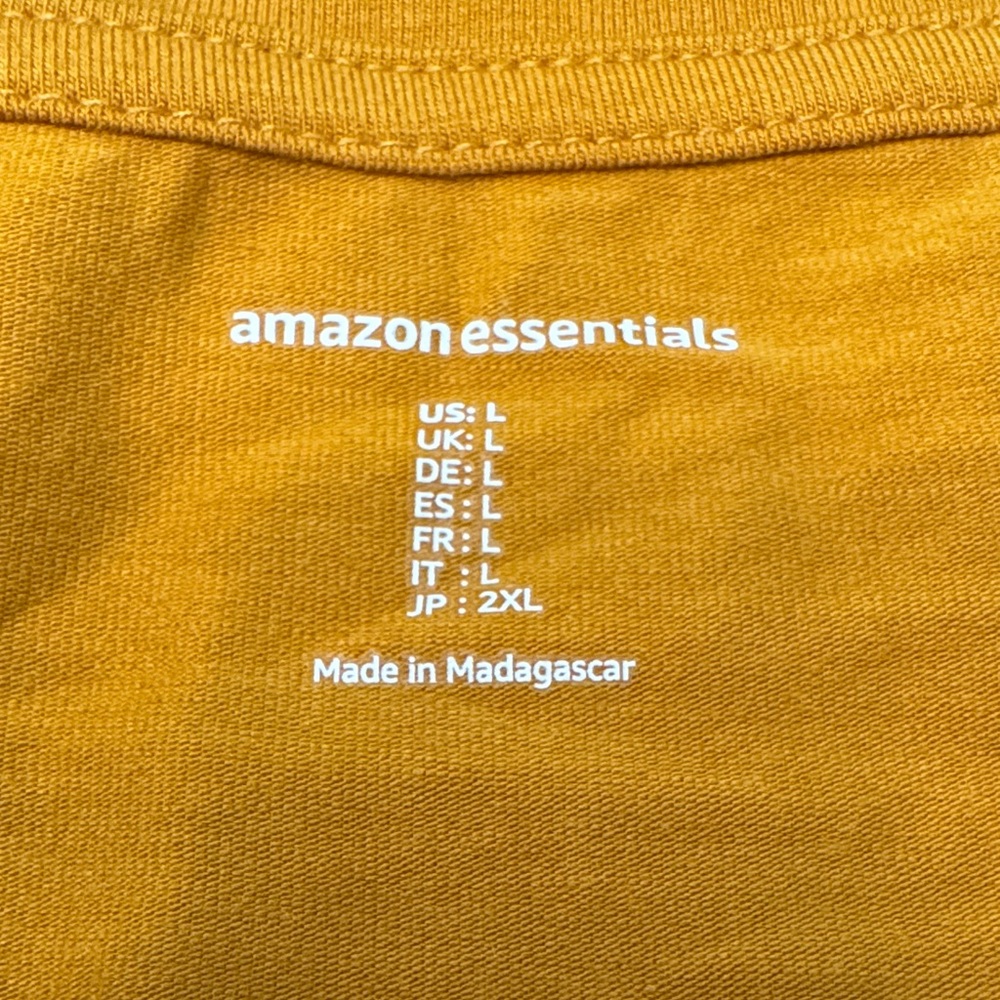 amazon essentials
US: L
UK: L
DE: L
ES : L
FR : L
IT : L
JP : 2XL
Made in Madagascar